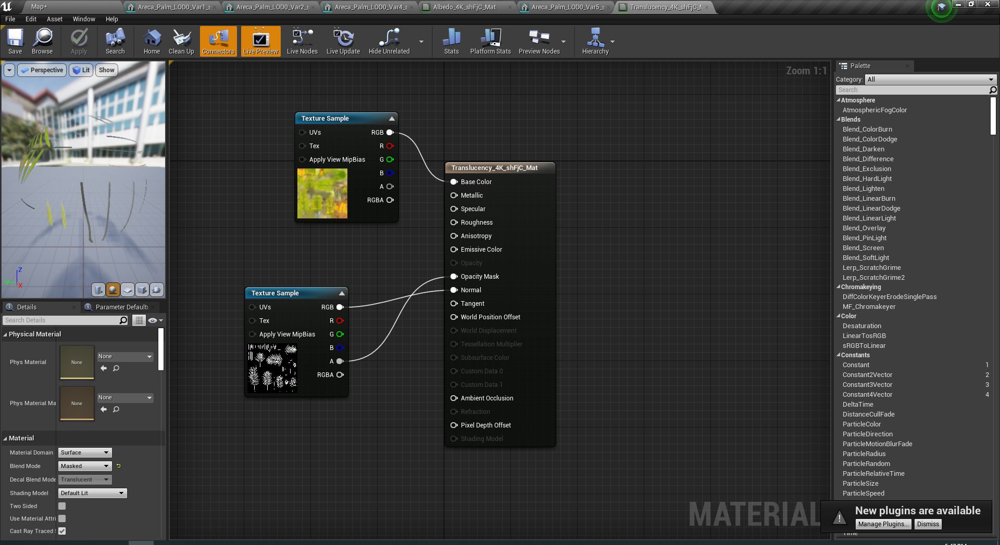 Map*
Areca_Palm_LOD0_Var1_s
Areca_Palm_LOD0_Var2_s
Areca_Palm_LOD0_Var4_s
Albedo_4K_shFjC_Mat
Areca_Palm_LOD0_Var5_s
Translucency_4K_shFjC_M
File Edit Asset Window Help
Save
Browse
Apply
Search
Home
Clean Up
Connectors
Live Preview
Live Nodes
Live Update
Hide Unrelated
Stats
Platform Stats
Preview Nodes
Hierarchy
Perspective
Lit
Show
Z
X
Details
Parameter Default:
Search Details
Physical Material
Phys Material
None
None
Phys Material Ma
None
None
Material
Material Domain
Surface
Blend Mode
Masked
Decal Blend Mode
Translucent
Shading Model
Default Lit
Two Sided
Use Material Attri
Cast Ray Traced
Zoom 1:1
Texture Sample
UVs
RGB
Tex
R
Apply View MipBias
G
B
A
RGBA
Texture Sample
UVs
RGB
Tex
R
Apply View MipBias
G
B
A
RGBA
Translucency_4K_shFjC_Mat
Base Color
Metallic
Specular
Roughness
Anisotropy
Emissive Color
Opacity
Opacity Mask
Normal
Tangent
World Position Offset
World Displacement
Tessellation Multiplier
Subsurface Color
Custom Data 0
Custom Data 1
Ambient Occlusion
Refraction
Pixel Depth Offset
Shading Model
MATERIAL
Palette
Category:
All
Search
Atmosphere
AtmosphericFogColor
Blends
Blend_ColorBurn
Blend_ColorDodge
Blend_Darken
Blend_Difference
Blend_Exclusion
Blend_HardLight
Blend_Lighten
Blend_LinearBurn
Blend_LinearDodge
Blend_LinearLight
Blend_Overlay
Blend_PinLight
Blend_Screen
Blend_SoftLight
Lerp_ScratchGrime
Lerp_ScratchGrime2
Chromakeying
DiffColorKeyerErodeSinglePass
MF_Chromakeyer
Color
Desaturation
LinearTosRGB
sRGBToLinear
Constants
Constant 1
Constant2Vector 2
Constant3Vector 3
Constant4Vector 4
DeltaTime
DistanceCullFade
ParticleColor
ParticleDirection
ParticleMotionBlurFade
ParticleRadius
ParticleRandom
ParticleRelativeTime
ParticleSize
ParticleSpeed
New plugins are available
Manage Plugins...
Dismiss
Time